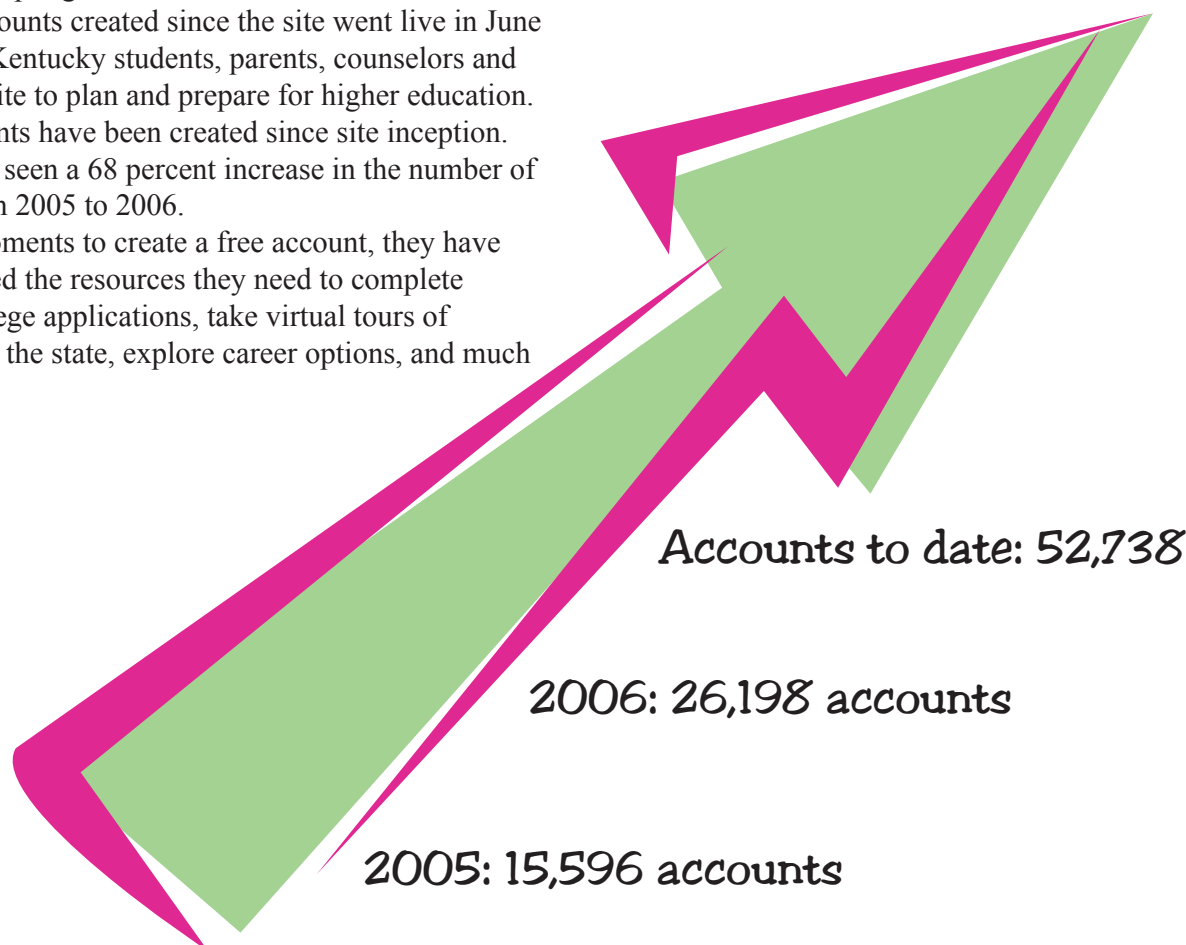 ounts created since the site went live in June
Kentucky students, parents, counselors and
ite to plan and prepare for higher education.
nts have been created since site inception.
seen a 68 percent increase in the number of
n 2005 to 2006.
oments to create a free account, they have
ed the resources they need to complete
ege applications, take virtual tours of
the state, explore career options, and much
Accounts to date: 52,738
2006: 26,198 accounts
2005: 15,596 accounts